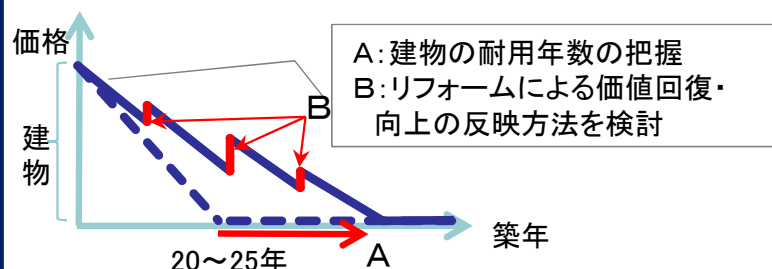 価格
A:建物の耐用年数の把握
B:リフォームによる価値回復・
向上の反映方法を検討
B
建
物
築年
20～25年
A